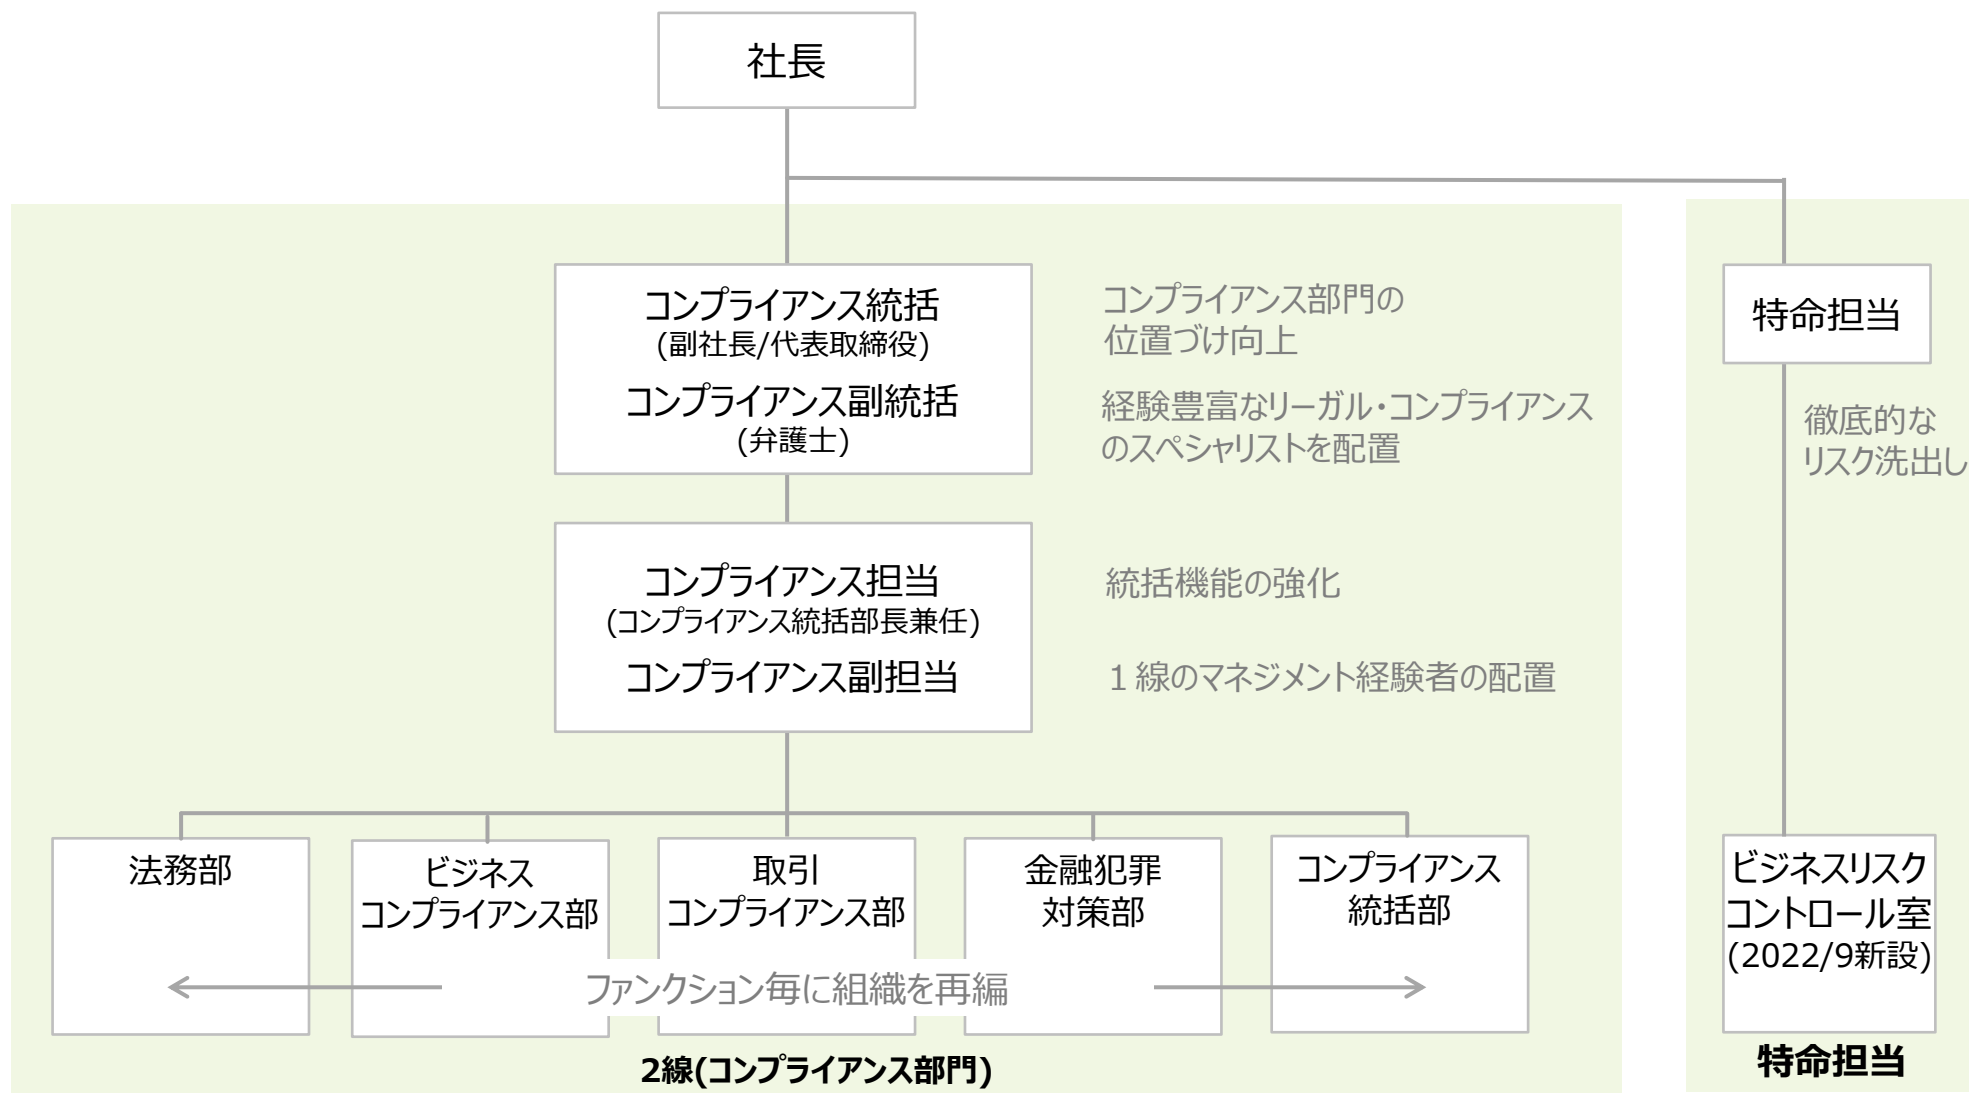 社長
コンプライアンス統括
(副社長/代表取締役)
コンプライアンス副統括
(弁護士)
コンプライアンス部門の
位置づけ向上
経験豊富なリーガル・コンプライアンス
のスペシャリストを配置
特命担当
徹底的な
リスク洗出し
コンプライアンス担当
(コンプライアンス統括部長兼任)
コンプライアンス副担当
統括機能の強化
１線のマネジメント経験者の配置
法務部
ビジネス
コンプライアンス部
取引
コンプライアンス部
金融犯罪
対策部
コンプライアンス
統括部
ビジネスリスク
コントロール室
(2022/9新設)
ファンクション毎に組織を再編
2線(コンプライアンス部門)
特命担当